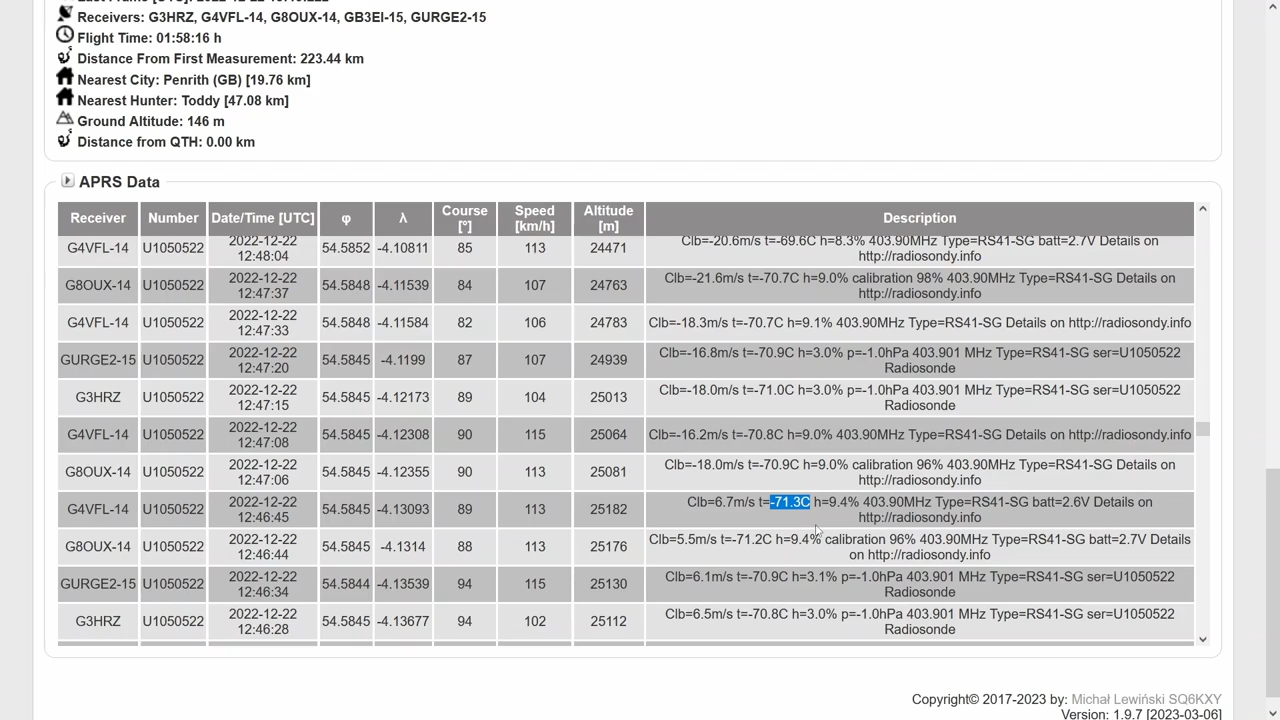 Receivers: G3HRZ, G4VFL-14, G8OUX-14, GB3EI-15, GURGE2-15
Flight Time: 01:58:16 h
Distance From First Measurement: 223.44 km
Nearest City: Penrith (GB) [19.76 km]
Nearest Hunter: Toddy [47.08 km]
Ground Altitude: 146 m
Distance from QTH: 0.00 km
APRS Data
Receiver Number Date/Time [UTC] φ λ Course [°] Speed [km/h] Altitude [m] Description
G4VFL-14 U1050522 2022-12-22 12:48:04 54.5852 -4.10811 85 113 24471 Clb=-20.6m/s t=-69.6C h=8.3% 403.90MHz Type=RS41-SG batt=2.7V Details on http://radiosondy.info
G8OUX-14 U1050522 2022-12-22 12:47:37 54.5848 -4.11539 84 107 24763 Clb=-21.6m/s t=-70.7C h=9.0% calibration 98% 403.90MHz Type=RS41-SG Details on http://radiosondy.info
G4VFL-14 U1050522 2022-12-22 12:47:33 54.5848 -4.11584 82 106 24783 Clb=-18.3m/s t=-70.7C h=9.1% 403.90MHz Type=RS41-SG Details on http://radiosondy.info
GURGE2-15 U1050522 2022-12-22 12:47:20 54.5845 -4.1199 87 107 24939 Clb=-16.8m/s t=-70.9C h=3.0% p=-1.0hPa 403.901 MHz Type=RS41-SG ser=U1050522 Radiosonde
G3HRZ U1050522 2022-12-22 12:47:15 54.5845 -4.12173 89 104 25013 Clb=-18.0m/s t=-71.0C h=3.0% p=-1.0hPa 403.901 MHz Type=RS41-SG ser=U1050522 Radiosonde
G4VFL-14 U1050522 2022-12-22 12:47:08 54.5845 -4.12308 90 115 25064 Clb=-16.2m/s t=-70.8C h=9.0% 403.90MHz Type=RS41-SG Details on http://radiosondy.info
G8OUX-14 U1050522 2022-12-22 12:47:06 54.5845 -4.12355 90 113 25081 Clb=-18.0m/s t=-70.9C h=9.0% calibration 96% 403.90MHz Type=RS41-SG Details on http://radiosondy.info
G4VFL-14 U1050522 2022-12-22 12:46:45 54.5845 -4.13093 89 113 25182 Clb=6.7m/s t=-71.3C h=9.4% 403.90MHz Type=RS41-SG batt=2.6V Details on http://radiosondy.info
G8OUX-14 U1050522 2022-12-22 12:46:44 54.5845 -4.1314 88 113 25176 Clb=5.5m/s t=-71.2C h=9.4% calibration 96% 403.90MHz Type=RS41-SG batt=2.7V Details on http://radiosondy.info
GURGE2-15 U1050522 2022-12-22 12:46:34 54.5844 -4.13539 94 115 25130 Clb=6.1m/s t=-70.9C h=3.1% p=-1.0hPa 403.901 MHz Type=RS41-SG ser=U1050522 Radiosonde
G3HRZ U1050522 2022-12-22 12:46:28 54.5845 -4.13677 94 102 25112 Clb=6.5m/s t=-70.8C h=3.0% p=-1.0hPa 403.901 MHz Type=RS41-SG ser=U1050522 Radiosonde
Copyright© 2017-2023 by: Michał Lewiński SQ6KXY
Version: 1.9.7 [2023-03-06]